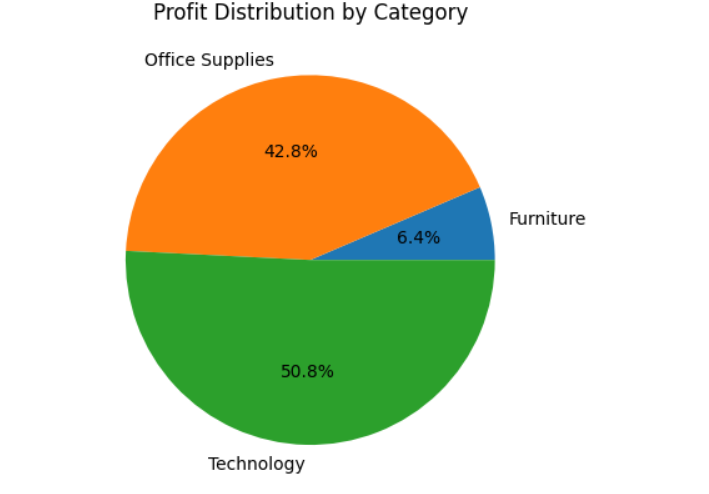 Profit Distribution by Category
Office Supplies
42.8%
Furniture
6.4%
50.8%
Technology